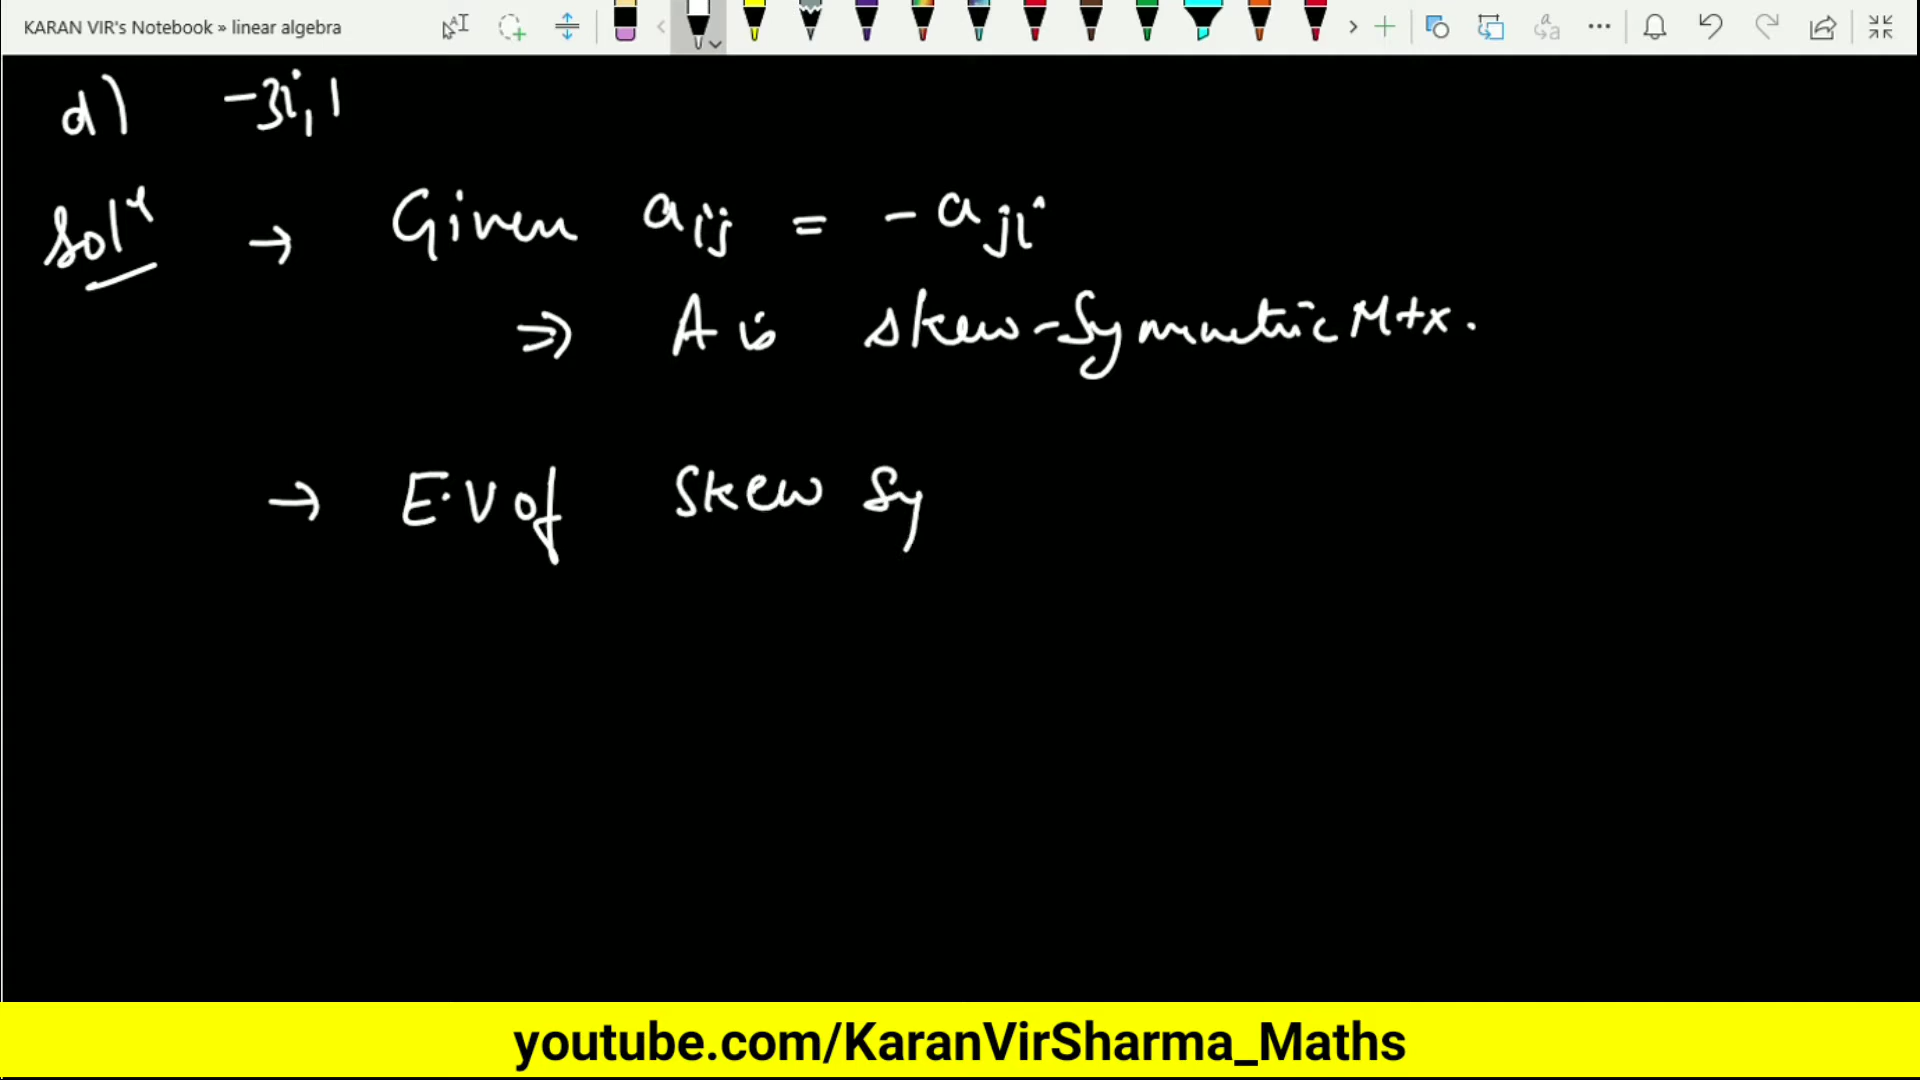 KARAN VIR's Notebook » linear algebra
d) -3i, 1
Solⁿ → Given aᵢⱼ = - aⱼᵢ
⇒ A is skew-Symmetric Mtx.
→ E.V of Skew Sy
youtube.com/KaranVirSharma_Maths